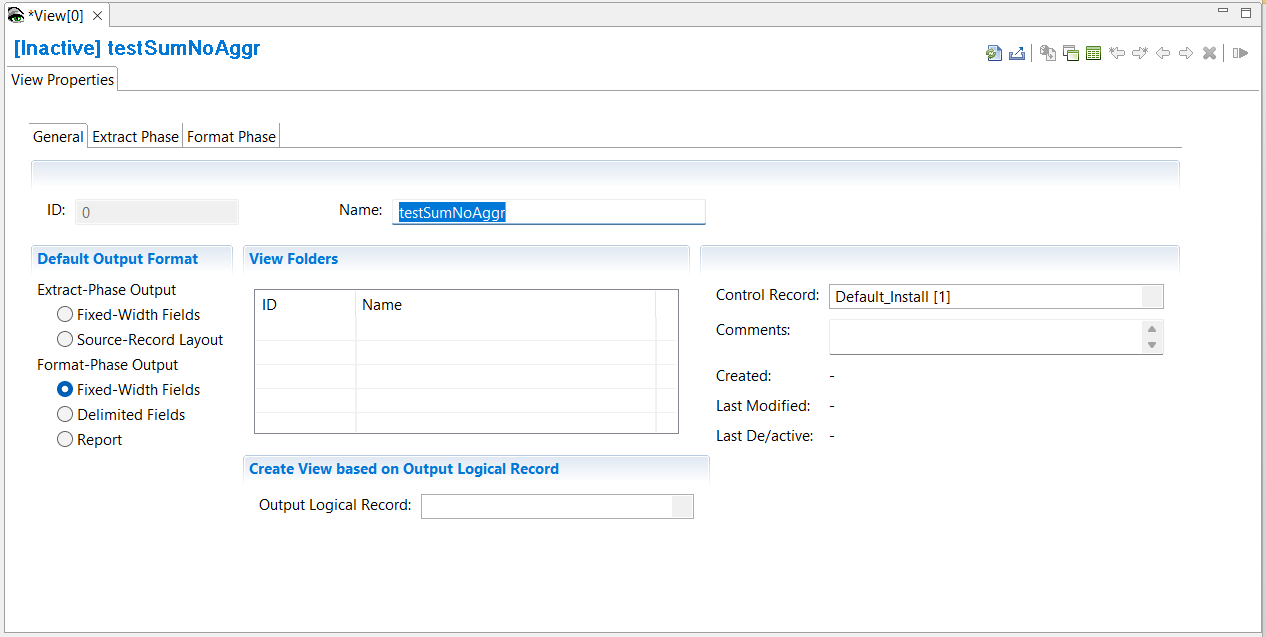 *View[0]
[Inactive] testSumNoAggr
View Properties
General Extract Phase Format Phase
ID: 0 Name: testSumNoAggr
Default Output Format
Extract-Phase Output
Fixed-Width Fields
Source-Record Layout
Format-Phase Output
Fixed-Width Fields
Delimited Fields
Report
View Folders
ID Name
Create View based on Output Logical Record
Output Logical Record:
Control Record: Default_Install [1]
Comments:
Created: -
Last Modified: -
Last De/active: -